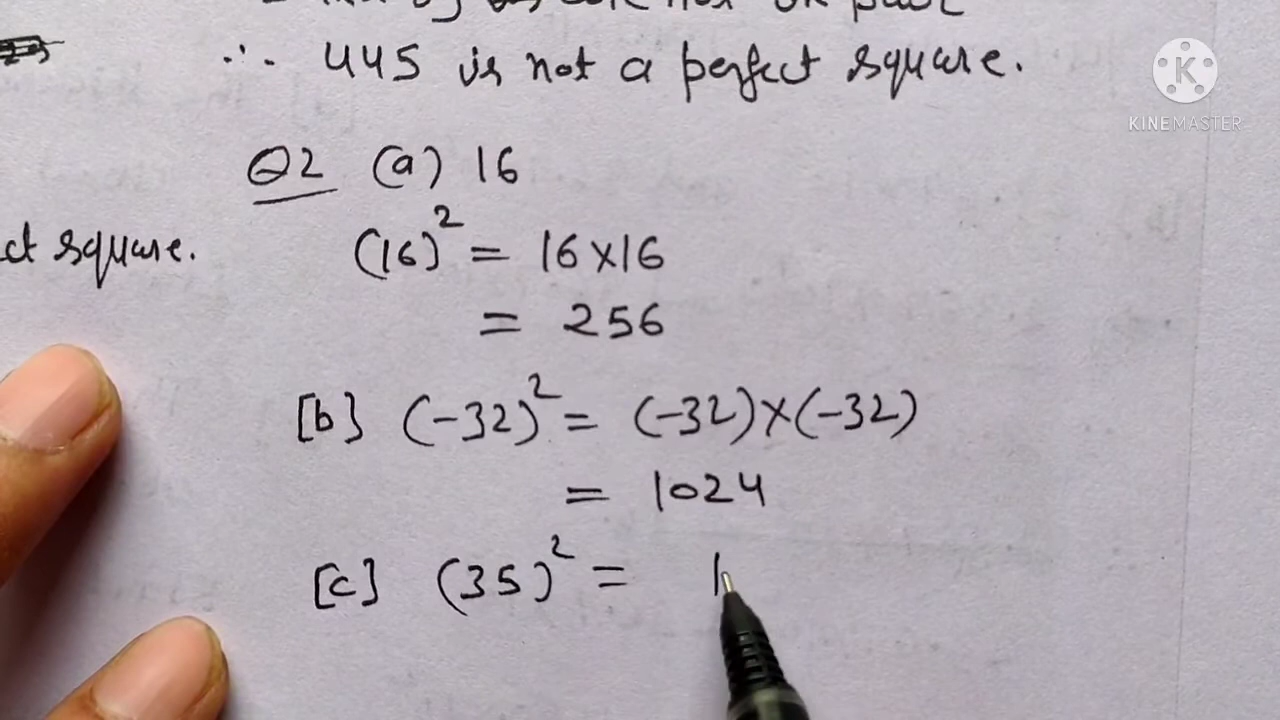 ∴ 445 is not a perfect square.
KINEMASTER
Q2 (a) 16
ct square.
(16)² = 16×16
= 256
[b] (-32)² = (-32)×(-32)
= 1024
[c] (35)² = 1